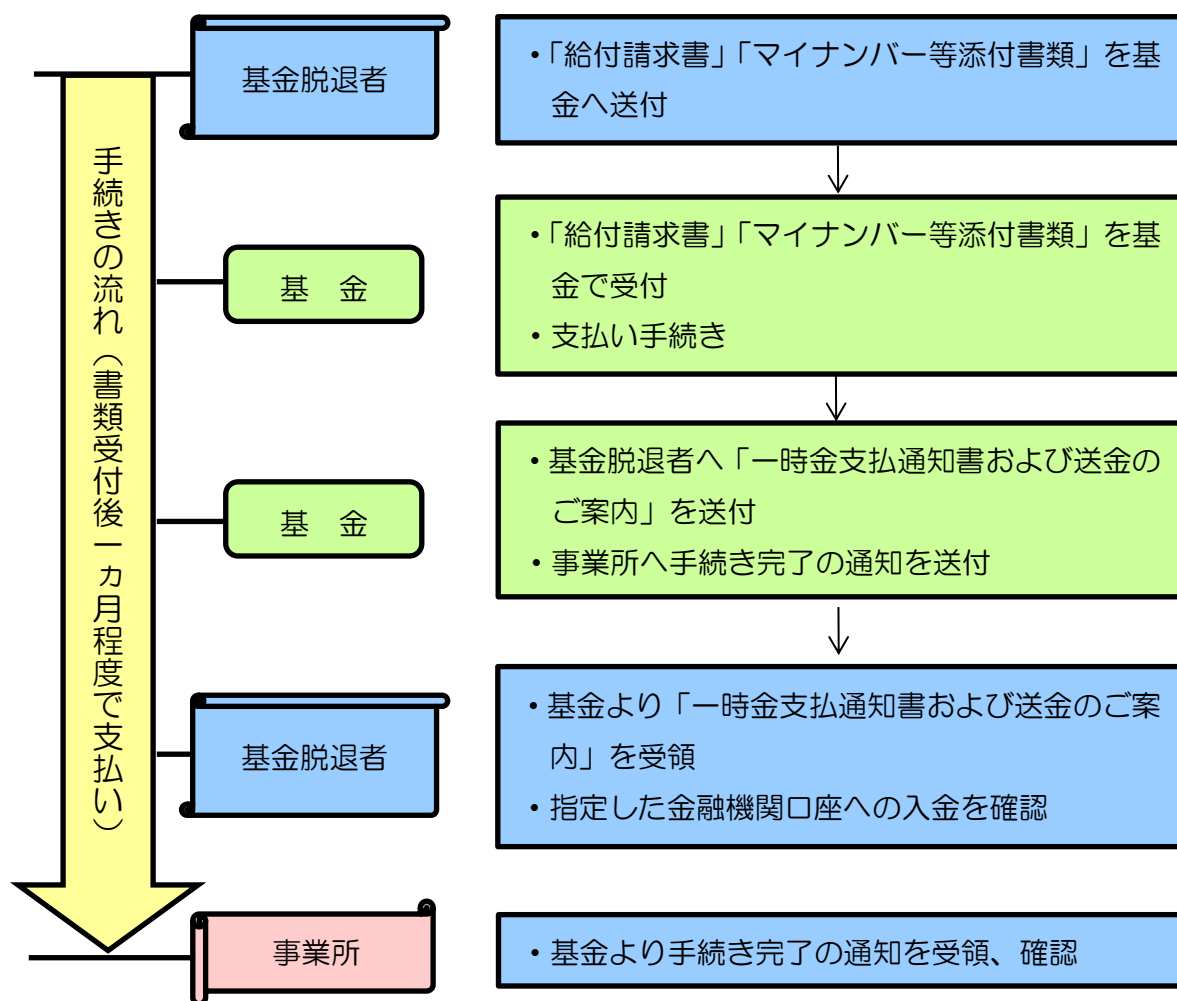 基金脱退者
・「給付請求書」「マイナンバー等添付書類」を基
金へ送付
手続きの流れ（書類受付後一ヵ月程度で支払い）
基　金
・「給付請求書」「マイナンバー等添付書類」を基
金で受付
・支払い手続き
基　金
・基金脱退者へ「一時金支払通知書および送金の
ご案内」を送付
・事業所へ手続き完了の通知を送付
基金脱退者
・基金より「一時金支払通知書および送金のご案
内」を受領
・指定した金融機関口座への入金を確認
事業所
・基金より手続き完了の通知を受領、確認